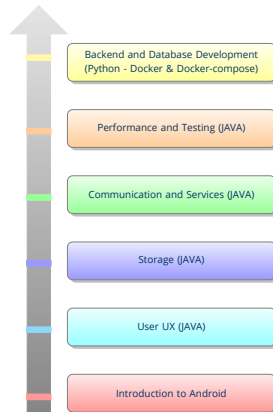 Backend and Database Development
(Python - Docker & Docker-compose)
Performance and Testing (JAVA)
Communication and Services (JAVA)
Storage (JAVA)
User UX (JAVA)
Introduction to Android